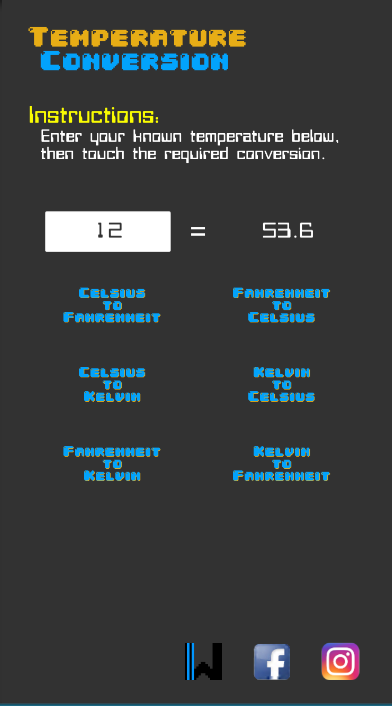 Temperature
Conversion
Instructions:
Enter your known temperature below,
then touch the required conversion.
12 = 53.6
Celsius
to
Fahrenheit
Fahrenheit
to
Celsius
Celsius
to
Kelvin
Kelvin
to
Celsius
Fahrenheit
to
Kelvin
Kelvin
to
Fahrenheit